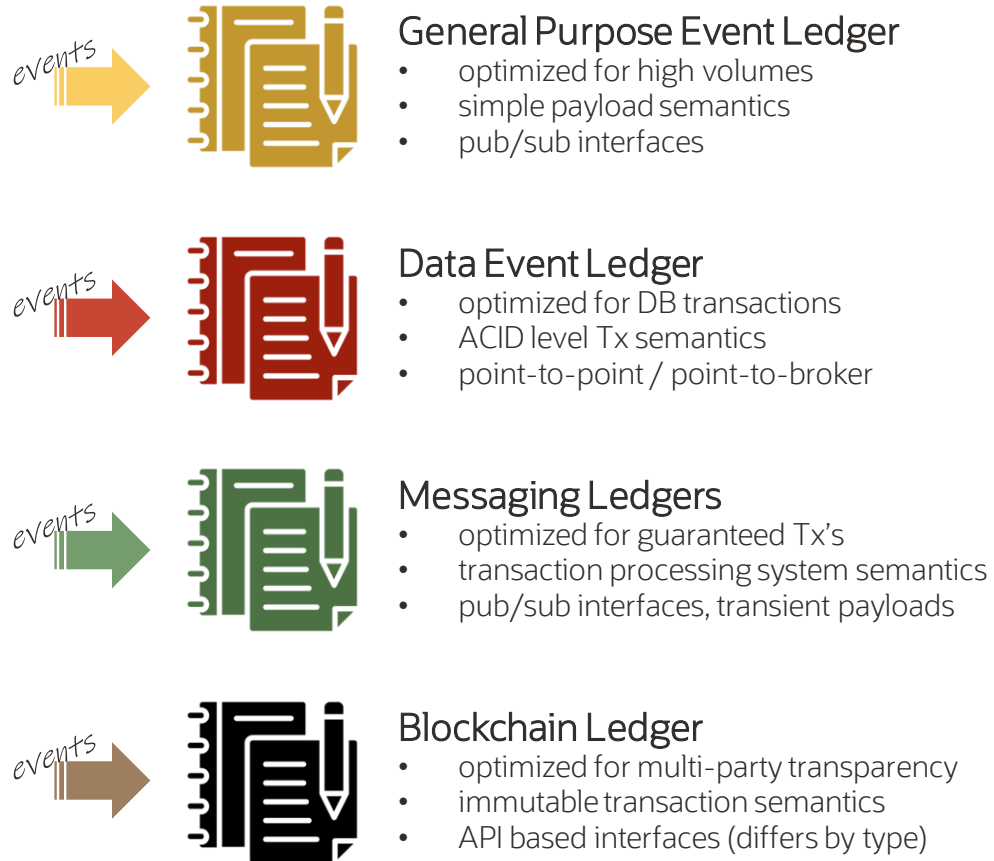 events
General Purpose Event Ledger
• optimized for high volumes
• simple payload semantics
• pub/sub interfaces
events
Data Event Ledger
• optimized for DB transactions
• ACID level Tx semantics
• point-to-point / point-to-broker
events
Messaging Ledgers
• optimized for guaranteed Tx's
• transaction processing system semantics
• pub/sub interfaces, transient payloads
events
Blockchain Ledger
• optimized for multi-party transparency
• immutable transaction semantics
• API based interfaces (differs by type)